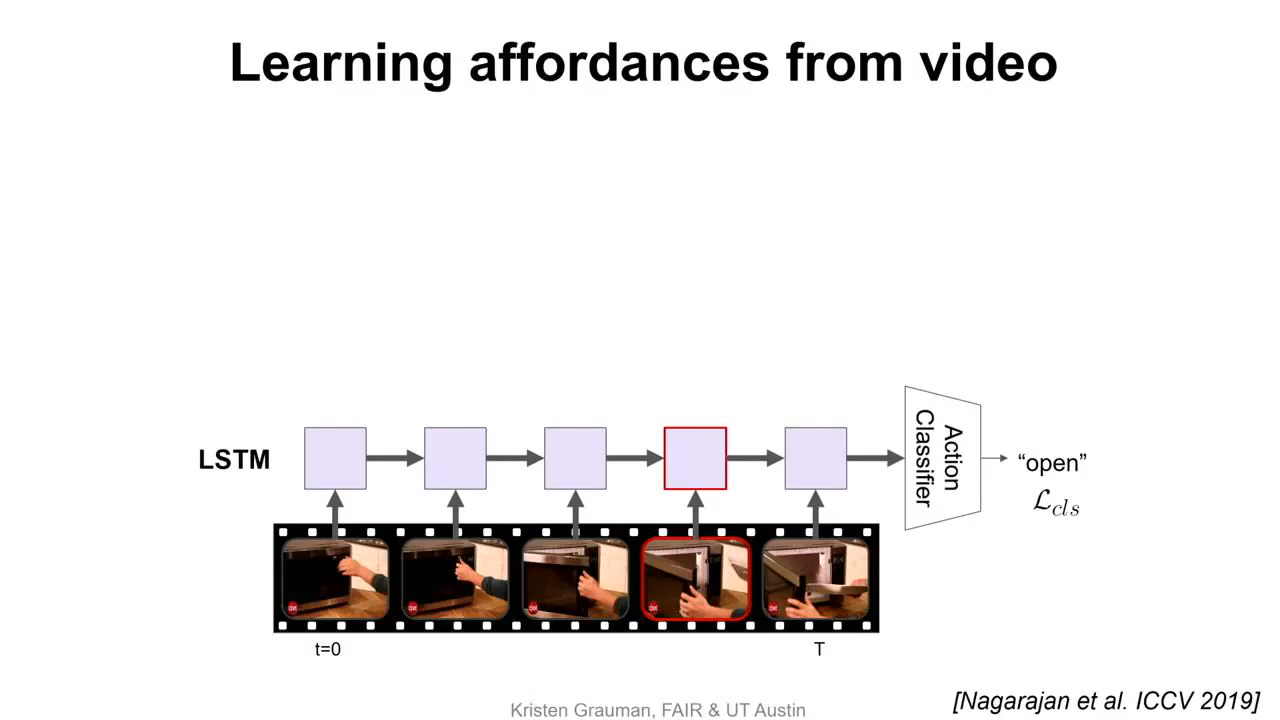 Learning affordances from video
LSTM
Action
Classifier
“open”
ℒcls
t=0
T
Kristen Grauman, FAIR & UT Austin
[Nagarajan et al. ICCV 2019]